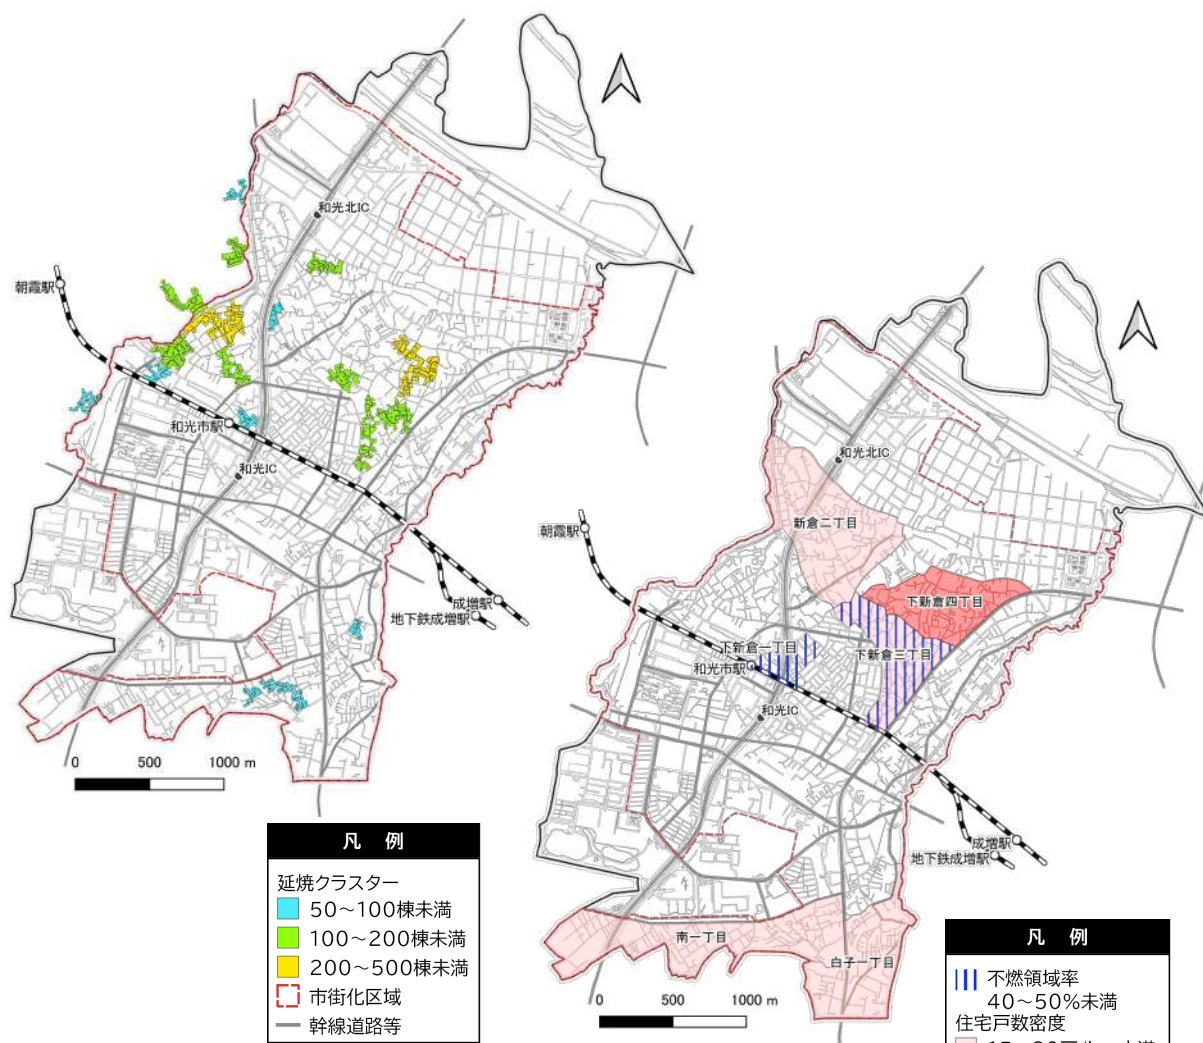 和光北IC
朝霞駅
和光市駅
和光IC
成増駅
地下鉄成増駅
0 500 1000 m
凡 例
延焼クラスター
50～100棟未満
100～200棟未満
200～500棟未満
市街化区域
幹線道路等
和光北IC
新倉二丁目
朝霞駅
下新倉四丁目
下新倉一丁目
下新倉三丁目
和光市駅
和光IC
成増駅
地下鉄成増駅
南一丁目
白子一丁目
0 500 1000 m
凡 例
不燃領域率
40～50%未満
住宅戸数密度